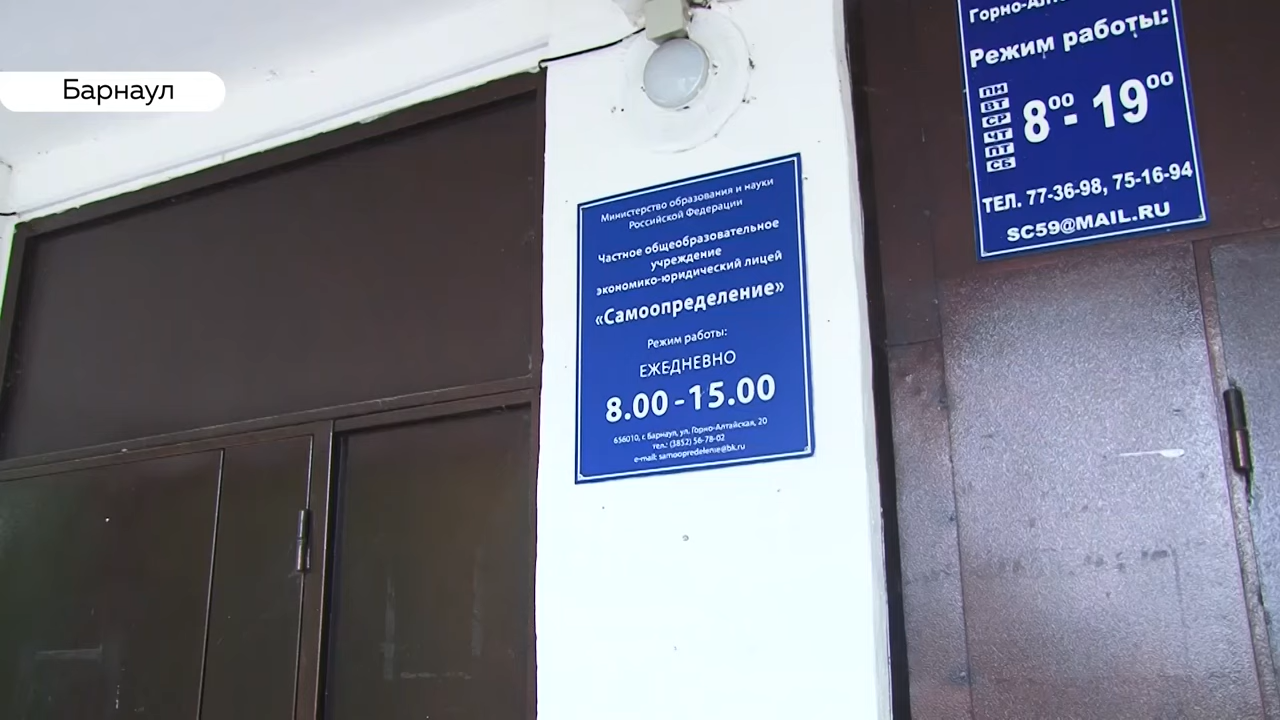 Барнаул
Министерство образования и науки
Российской Федерации
Частное общеобразовательное
учреждение
экономико-юридический лицей
«Самоопределение»
Режим работы:
ЕЖЕДНЕВНО
8.00 - 15.00
656010, г. Барнаул, ул. Горно-Алтайская, 20
тел.: (3852) 56-78-02
e-mail: samoopredelenie@bk.ru
Режим работы:
ПН
ВТ
СР
ЧТ
ПТ
СБ
8⁰⁰ - 19⁰⁰
ТЕЛ. 77-36-98, 75-16-94
SC59@MAIL.RU